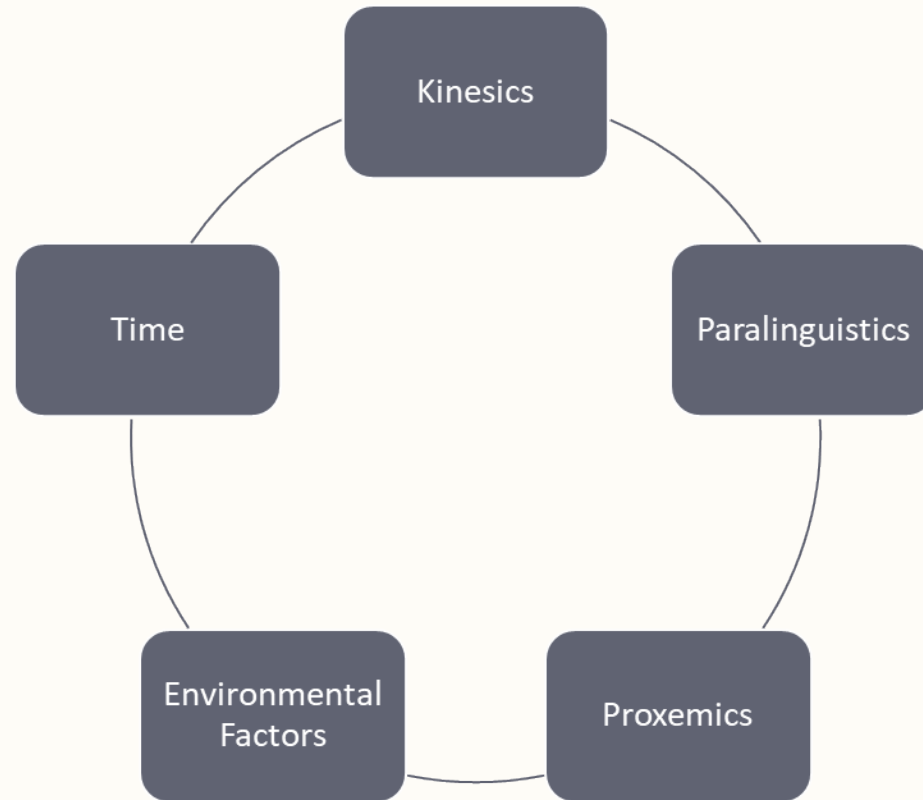 Kinesics
Time
Paralinguistics
Environmental
Factors
Proxemics